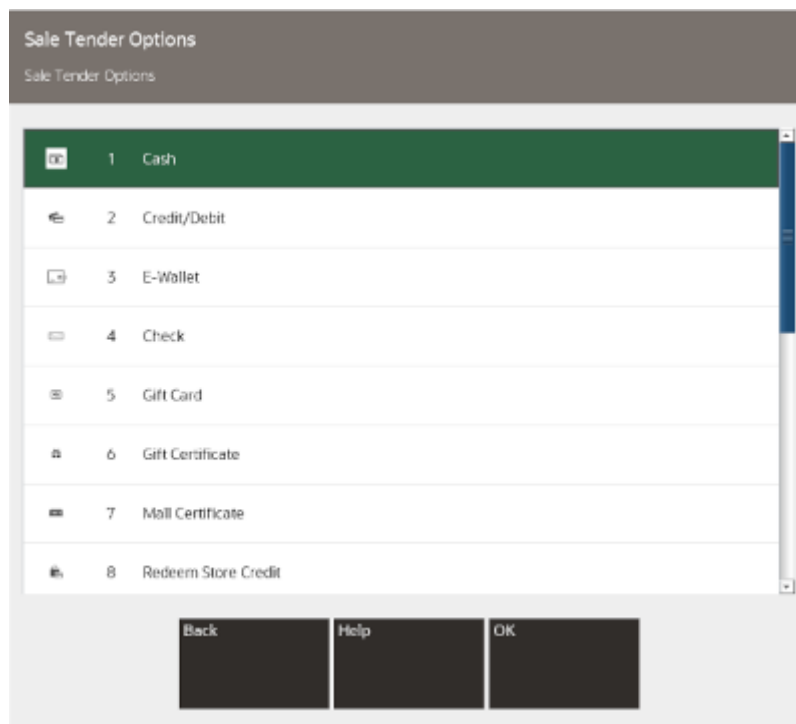 Sale Tender Options
Sale Tender Options
1 Cash
2 Credit/Debit
3 E-Wallet
4 Check
5 Gift Card
6 Gift Certificate
7 Mall Certificate
8 Redeem Store Credit
Back Help OK